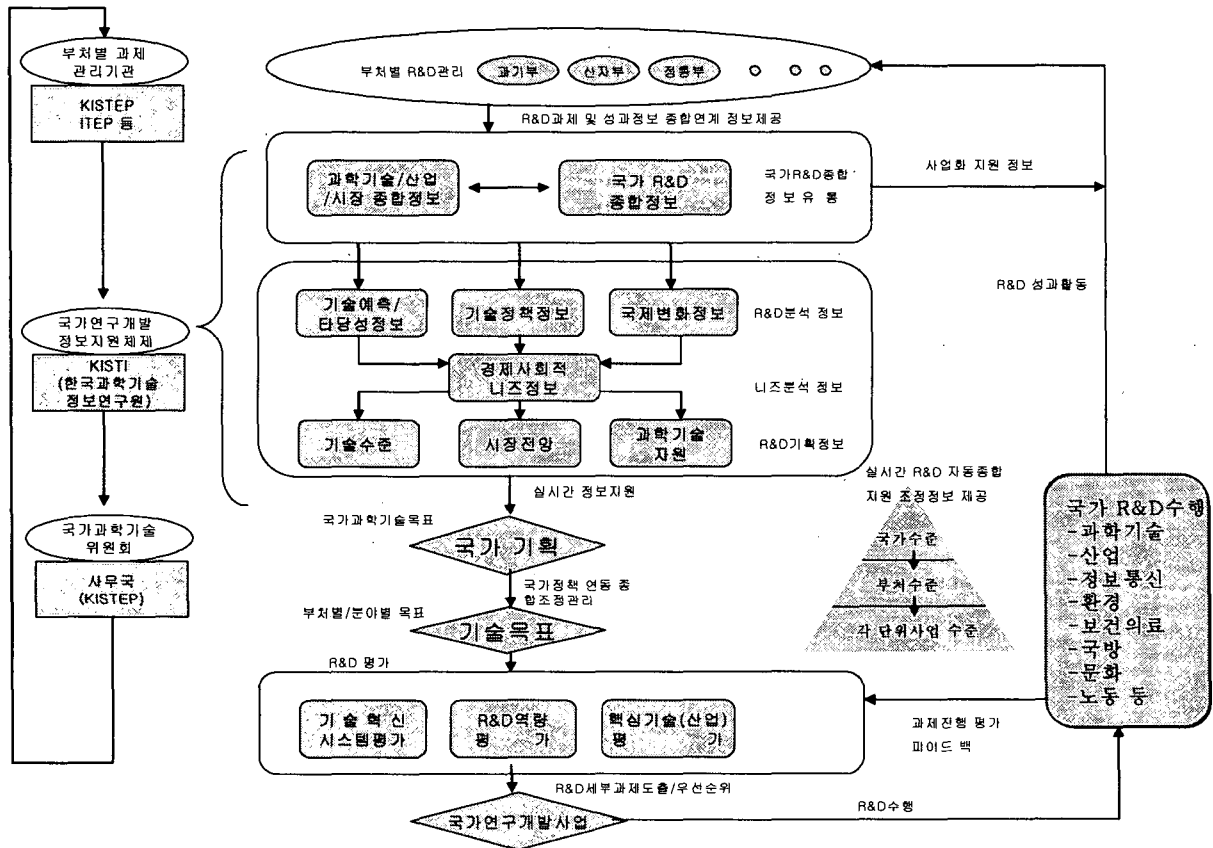 부처별 과제
관리기관
KISTEP
ITEP 등
국가연구개발
정보지원체제
KISTI
(한국과학기술
정보연구원)
국가과학기술
위원회
사무국
(KISTEP)
부처별 R&D관리
과기부
산자부
정통부
R&D과제 및 성과정보 종합연계 정보제공
과학기술/산업
/시장 종합정보
국가 R&D
종합정보
국가R&D종합
정보유통
사업화 지원 정보
R&D 성과활동
기술예측/
타당성정보
기술정책정보
국제변화정보
R&D분석 정보
경제사회적
니즈정보
니즈분석 정보
기술수준
시장전망
과학기술
자원
R&D기획정보
실시간 정보지원
국가과학기술목표
국가 기획
국가정책 연동 종
합조정관리
부처별/분야별 목표
기술목표
실시간 R&D 자동종합
지원 조정정보 제공
국가수준
부처수준
각 단위사업 수준
국가 R&D수행
-과학기술
-산업
-정보통신
-환경
-보건의료
-국방
-문화
-노동 등
R&D 평가
기 술 혁 신
시스템평가
R&D역량
평 가
핵심기술(산업)
평 가
과제진행 평가
피이드 백
R&D세부과제도출/우선순위
국가연구개발사업
R&D수행